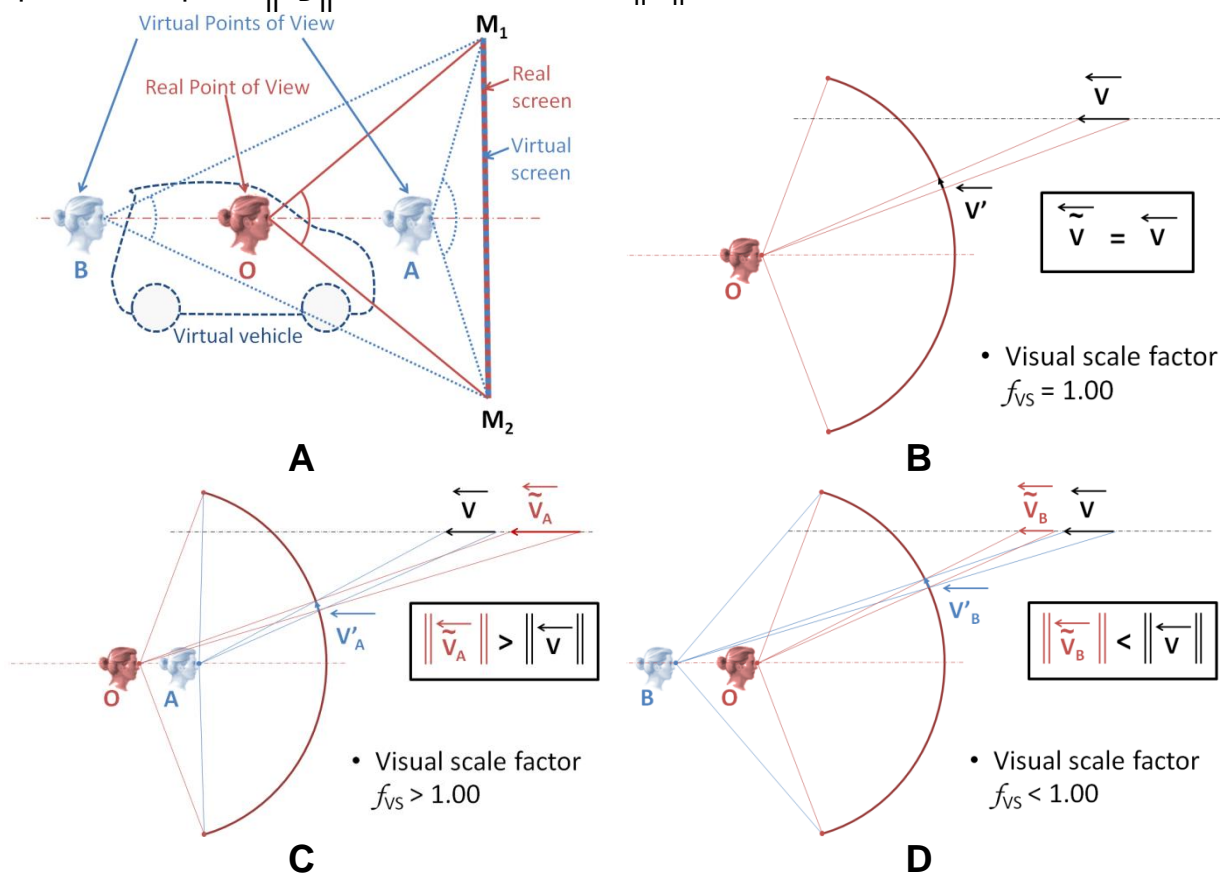 Virtual Points of View
M₁
Real Point of View
Real
screen
Virtual
screen
B
O
A
Virtual vehicle
M₂
A
V
V'
O
Ṽ = V
• Visual scale factor
fVS = 1.00
B
V
ṼA
V'A
O
A
‖ṼA‖ > ‖V‖
• Visual scale factor
fVS > 1.00
C
ṼB
V
V'B
B
O
‖ṼB‖ < ‖V‖
• Visual scale factor
fVS < 1.00
D